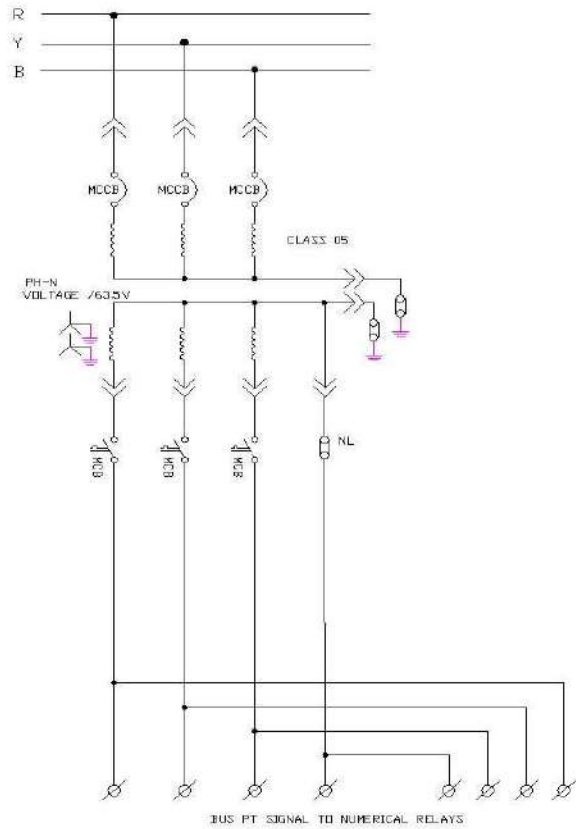 R
Y
B
MCCB
MCCB
MCCB
CLASS 05
PH-N
VOLTAGE /63.5V
NL
MCB
MCB
MCB
BUS PT SIGNAL TO NUMERICAL RELAYS